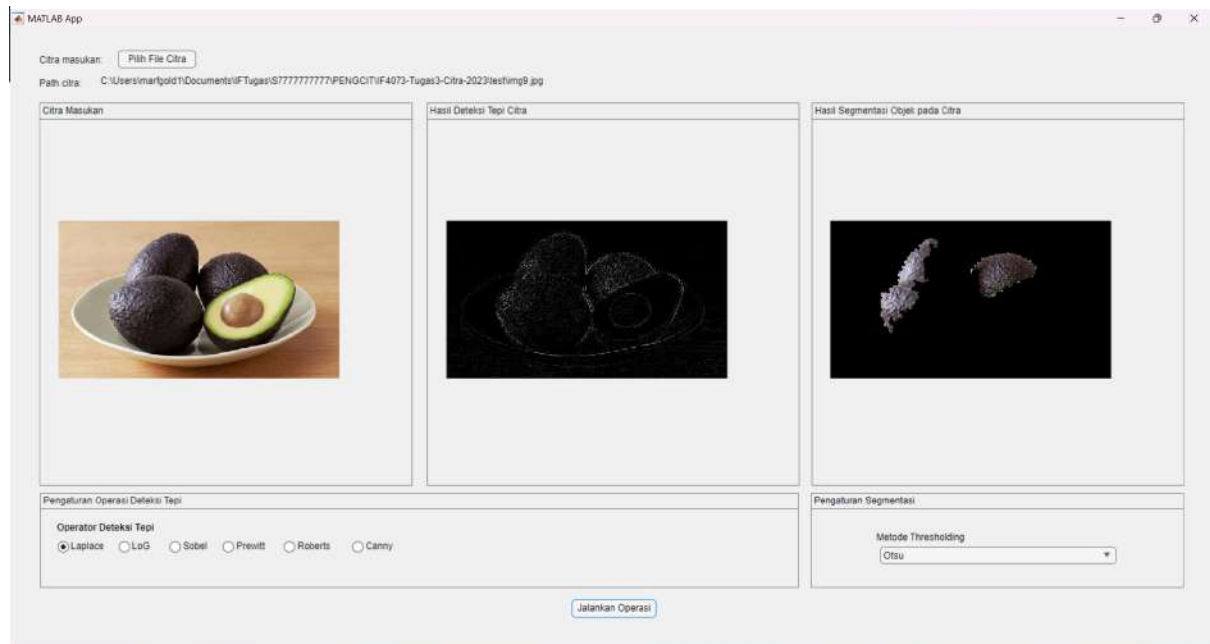 MATLAB App
Citra masukan: Pilih File Citra
Path citra: C:\Users\marfgold1\Documents\IFTugas\S7777777777\PENGCIT\IF4073-Tugas3-Citra-2023\test\img9.jpg
Citra Masukan
Hasil Deteksi Tepi Citra
Hasil Segmentasi Objek pada Citra
Pengaturan Operasi Deteksi Tepi
Operator Deteksi Tepi
Laplace LoG Sobel Prewitt Roberts Canny
Pengaturan Segmentasi
Metode Thresholding
Otsu
Jalankan Operasi